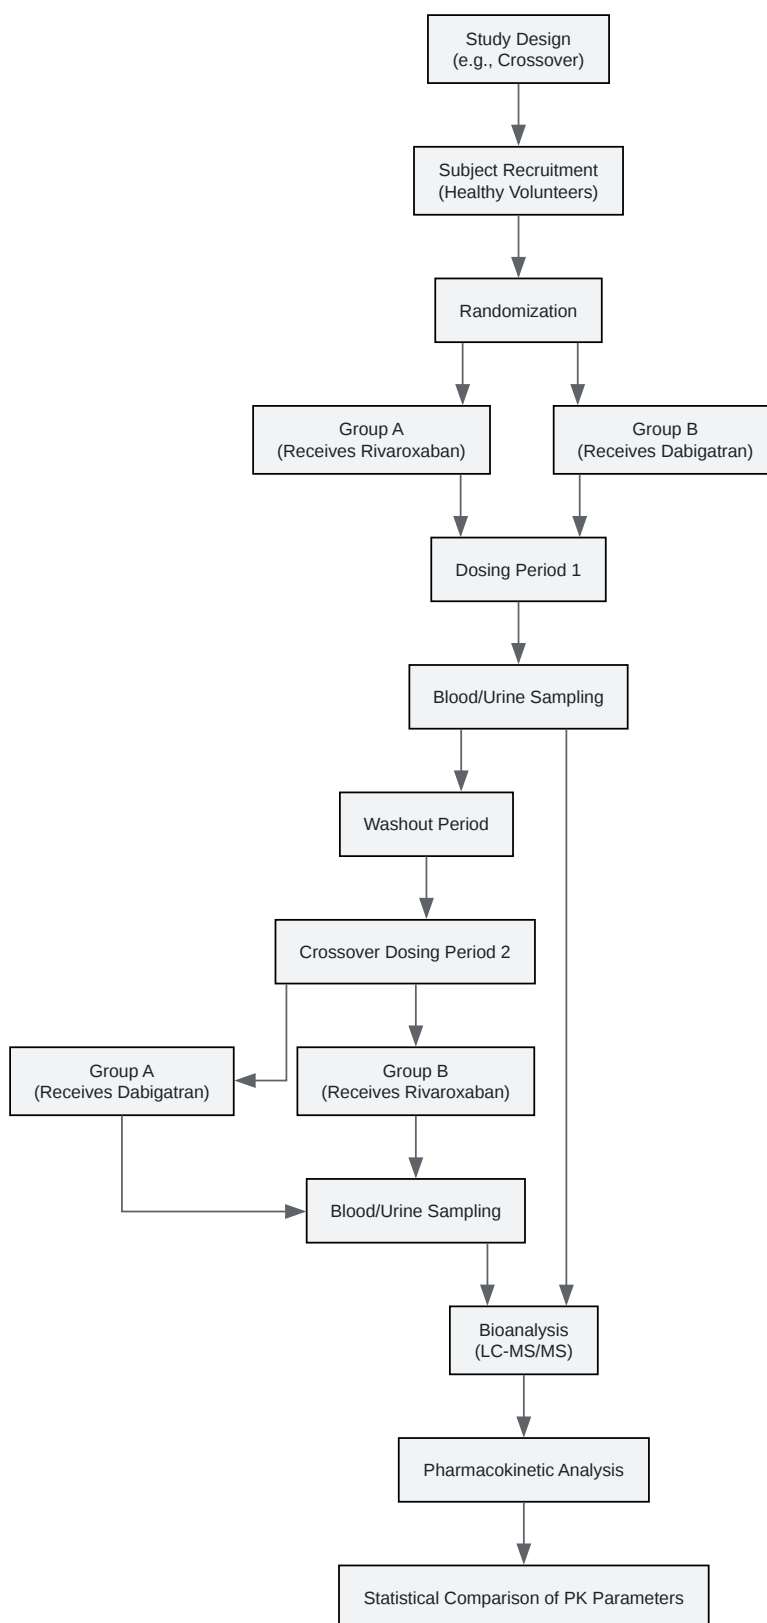 Study Design
(e.g., Crossover)
Subject Recruitment
(Healthy Volunteers)
Randomization
Group A
(Receives Rivaroxaban)
Group B
(Receives Dabigatran)
Dosing Period 1
Blood/Urine Sampling
Washout Period
Crossover Dosing Period 2
Group A
(Receives Dabigatran)
Group B
(Receives Rivaroxaban)
Blood/Urine Sampling
Bioanalysis
(LC-MS/MS)
Pharmacokinetic Analysis
Statistical Comparison of PK Parameters